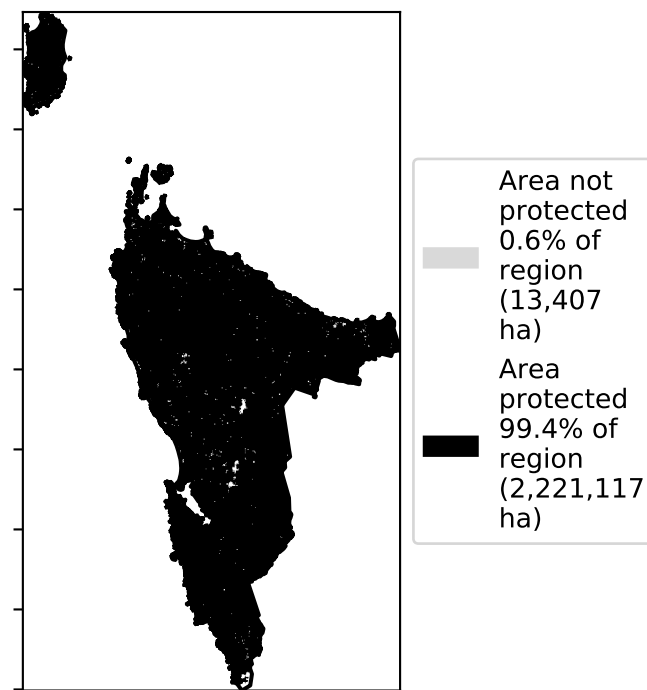 Area not
protected
0.6% of
region
(13,407
ha)
Area
protected
99.4% of
region
(2,221,117
ha)